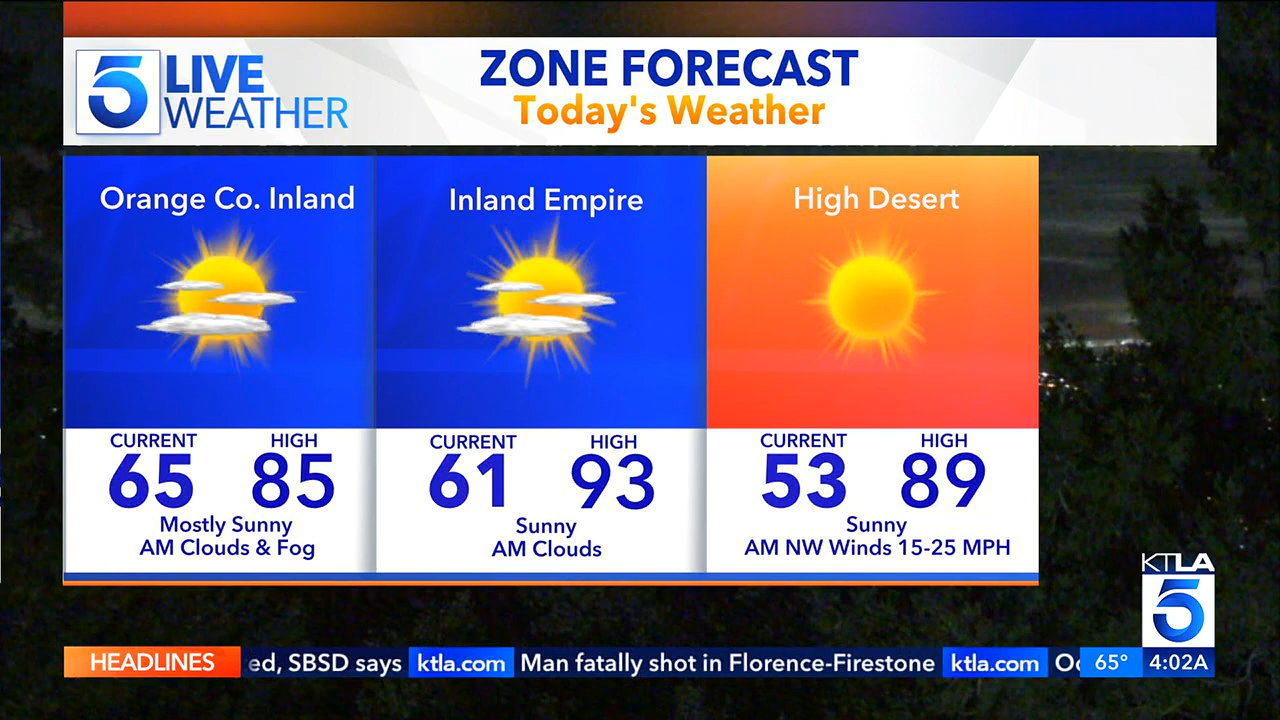 5 LIVE
WEATHER
ZONE FORECAST
Today's Weather
Orange Co. Inland
CURRENT HIGH
65 85
Mostly Sunny
AM Clouds & Fog
Inland Empire
CURRENT HIGH
61 93
Sunny
AM Clouds
High Desert
CURRENT HIGH
53 89
Sunny
AM NW Winds 15-25 MPH
KTLA
5
HEADLINES ed, SBSD says ktla.com Man fatally shot in Florence-Firestone ktla.com 65° 4:02A